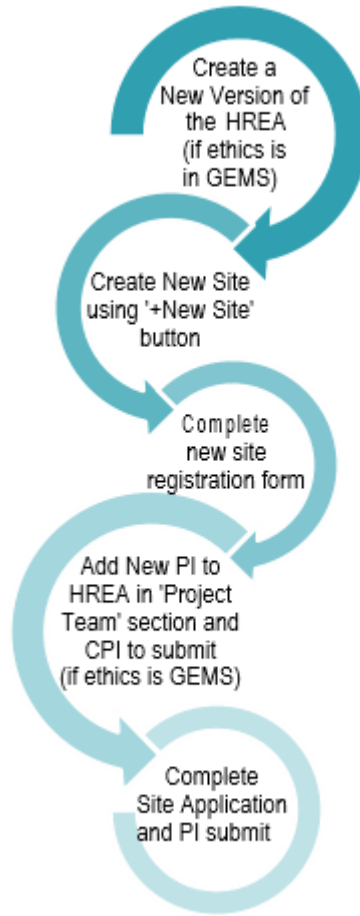 Create a
New Version of
the HREA
(if ethics is
in GEMS)
Create New Site
using '+New Site'
button
Complete
new site
registration form
Add New PI to
HREA in 'Project
Team' section and
CPI to submit
(if ethics is GEMS)
Complete
Site Application
and PI submit